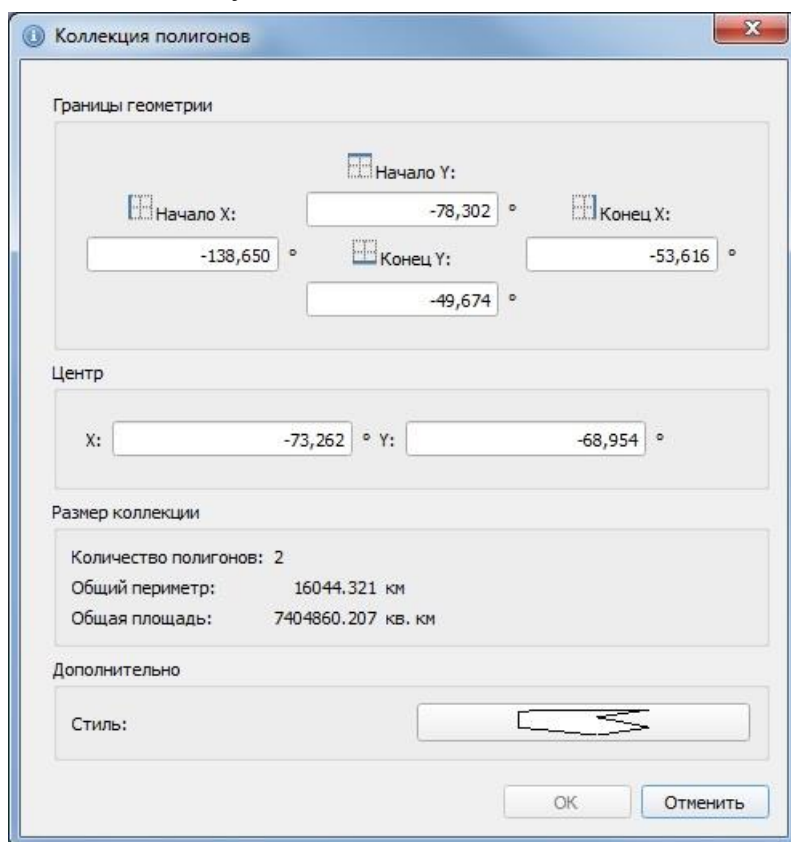 Коллекция полигонов
Границы геометрии
Начало Y:
-78,302 °
Начало X:
-138,650 °
Конец X:
-53,616 °
Конец Y:
-49,674 °
Центр
X: -73,262 ° Y: -68,954 °
Размер коллекции
Количество полигонов: 2
Общий периметр: 16044.321 км
Общая площадь: 7404860.207 кв. км
Дополнительно
Стиль:
OK Отменить